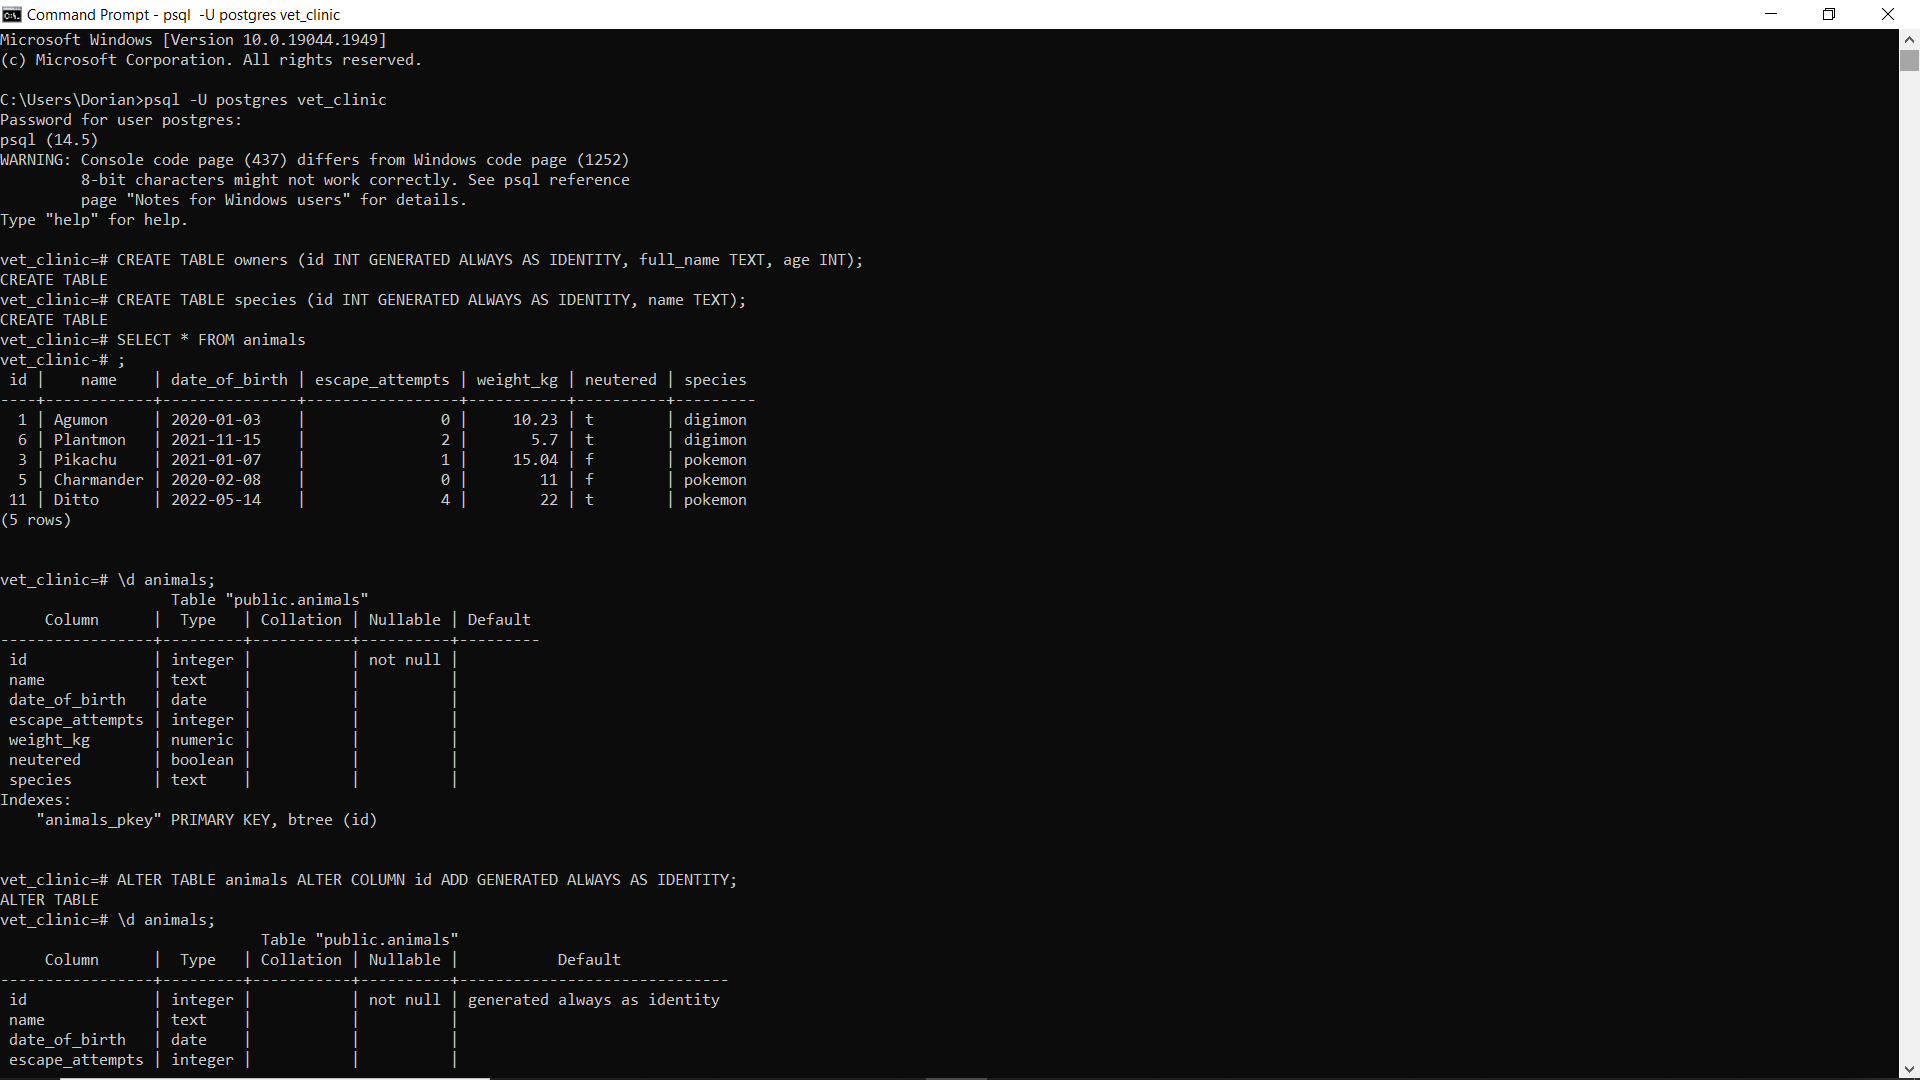 Command Prompt - psql  -U postgres vet_clinic
Microsoft Windows [Version 10.0.19044.1949]
(c) Microsoft Corporation. All rights reserved.
C:\Users\Dorian>psql -U postgres vet_clinic
Password for user postgres:
psql (14.5)
WARNING: Console code page (437) differs from Windows code page (1252)
         8-bit characters might not work correctly. See psql reference
         page "Notes for Windows users" for details.
Type "help" for help.
vet_clinic=# CREATE TABLE owners (id INT GENERATED ALWAYS AS IDENTITY, full_name TEXT, age INT);
CREATE TABLE
vet_clinic=# CREATE TABLE species (id INT GENERATED ALWAYS AS IDENTITY, name TEXT);
CREATE TABLE
vet_clinic=# SELECT * FROM animals
vet_clinic-# ;
 id |    name    | date_of_birth | escape_attempts | weight_kg | neutered | species
----+------------+---------------+-----------------+-----------+----------+---------
  1 | Agumon     | 2020-01-03    |               0 |     10.23 | t        | digimon
  6 | Plantmon   | 2021-11-15    |               2 |       5.7 | t        | digimon
  3 | Pikachu    | 2021-01-07    |               1 |     15.04 | f        | pokemon
  5 | Charmander | 2020-02-08    |               0 |        11 | f        | pokemon
 11 | Ditto      | 2022-05-14    |               4 |        22 | t        | pokemon
(5 rows)
vet_clinic=# \d animals;
                   Table "public.animals"
     Column      |  Type   | Collation | Nullable | Default
-----------------+---------+-----------+----------+---------
 id              | integer |           | not null |
 name            | text    |           |          |
 date_of_birth   | date    |           |          |
 escape_attempts | integer |           |          |
 weight_kg       | numeric |           |          |
 neutered        | boolean |           |          |
 species         | text    |           |          |
Indexes:
    "animals_pkey" PRIMARY KEY, btree (id)
vet_clinic=# ALTER TABLE animals ALTER COLUMN id ADD GENERATED ALWAYS AS IDENTITY;
ALTER TABLE
vet_clinic=# \d animals;
                             Table "public.animals"
     Column      |  Type   | Collation | Nullable |           Default
-----------------+---------+-----------+----------+------------------------------
 id              | integer |           | not null | generated always as identity
 name            | text    |           |          |
 date_of_birth   | date    |           |          |
 escape_attempts | integer |           |          |